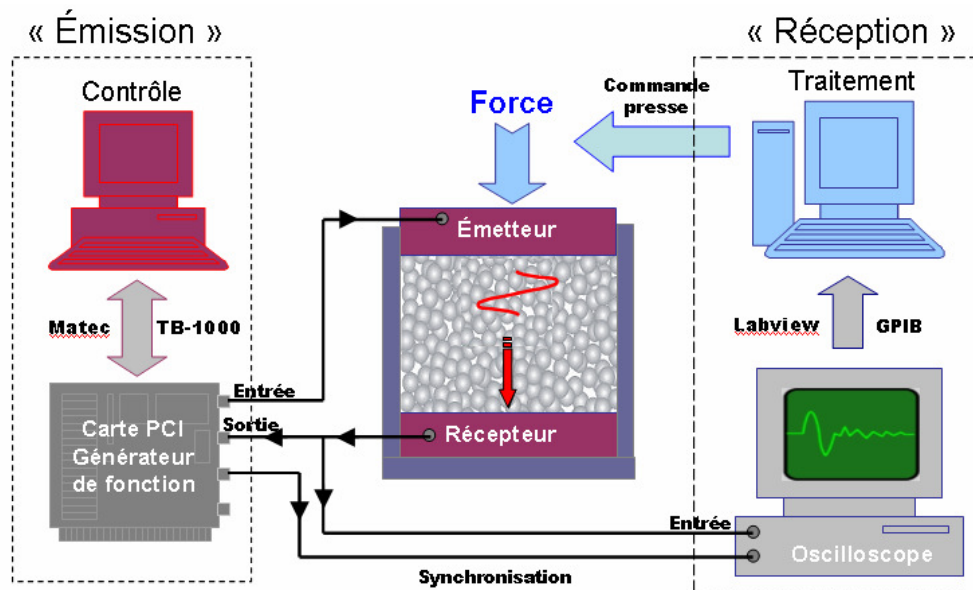 « Émission »
« Réception »
Contrôle
Commande
presse
Traitement
Force
Émetteur
Matec
TB-1000
Labview
GPIB
Entrée
Carte PCI
Générateur
de fonction
Sortie
Récepteur
Entrée
Oscilloscope
Synchronisation